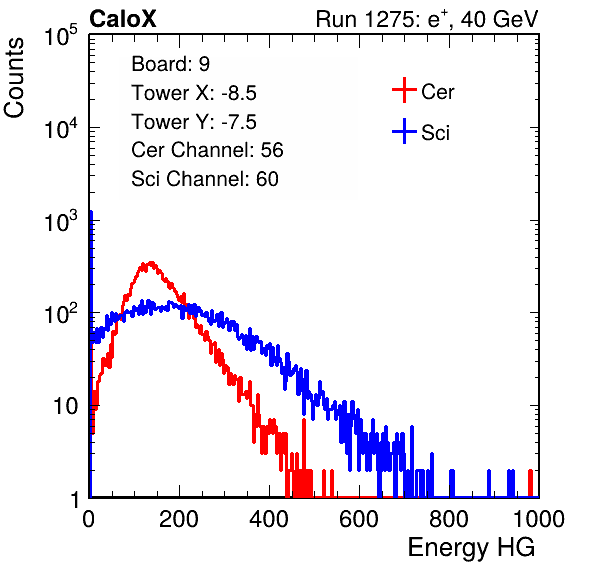 CaloX Run 1275: e⁺, 40 GeV
Counts
10⁵
10⁴
10³
10²
10
1
Board: 9
Tower X: -8.5
Tower Y: -7.5
Cer Channel: 56
Sci Channel: 60
Cer
Sci
0 200 400 600 800 1000
Energy HG